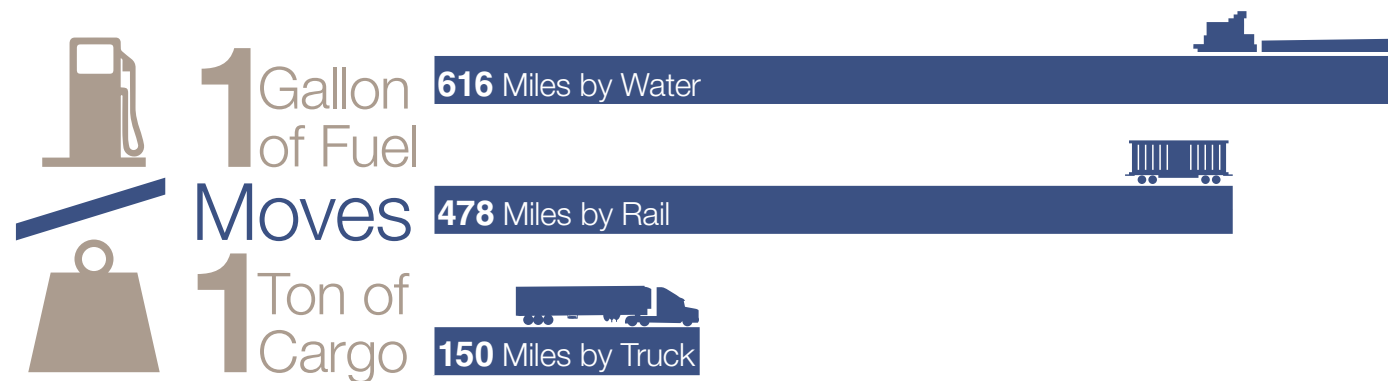 1 Gallon
of Fuel
Moves
1 Ton of
Cargo
616 Miles by Water
478 Miles by Rail
150 Miles by Truck